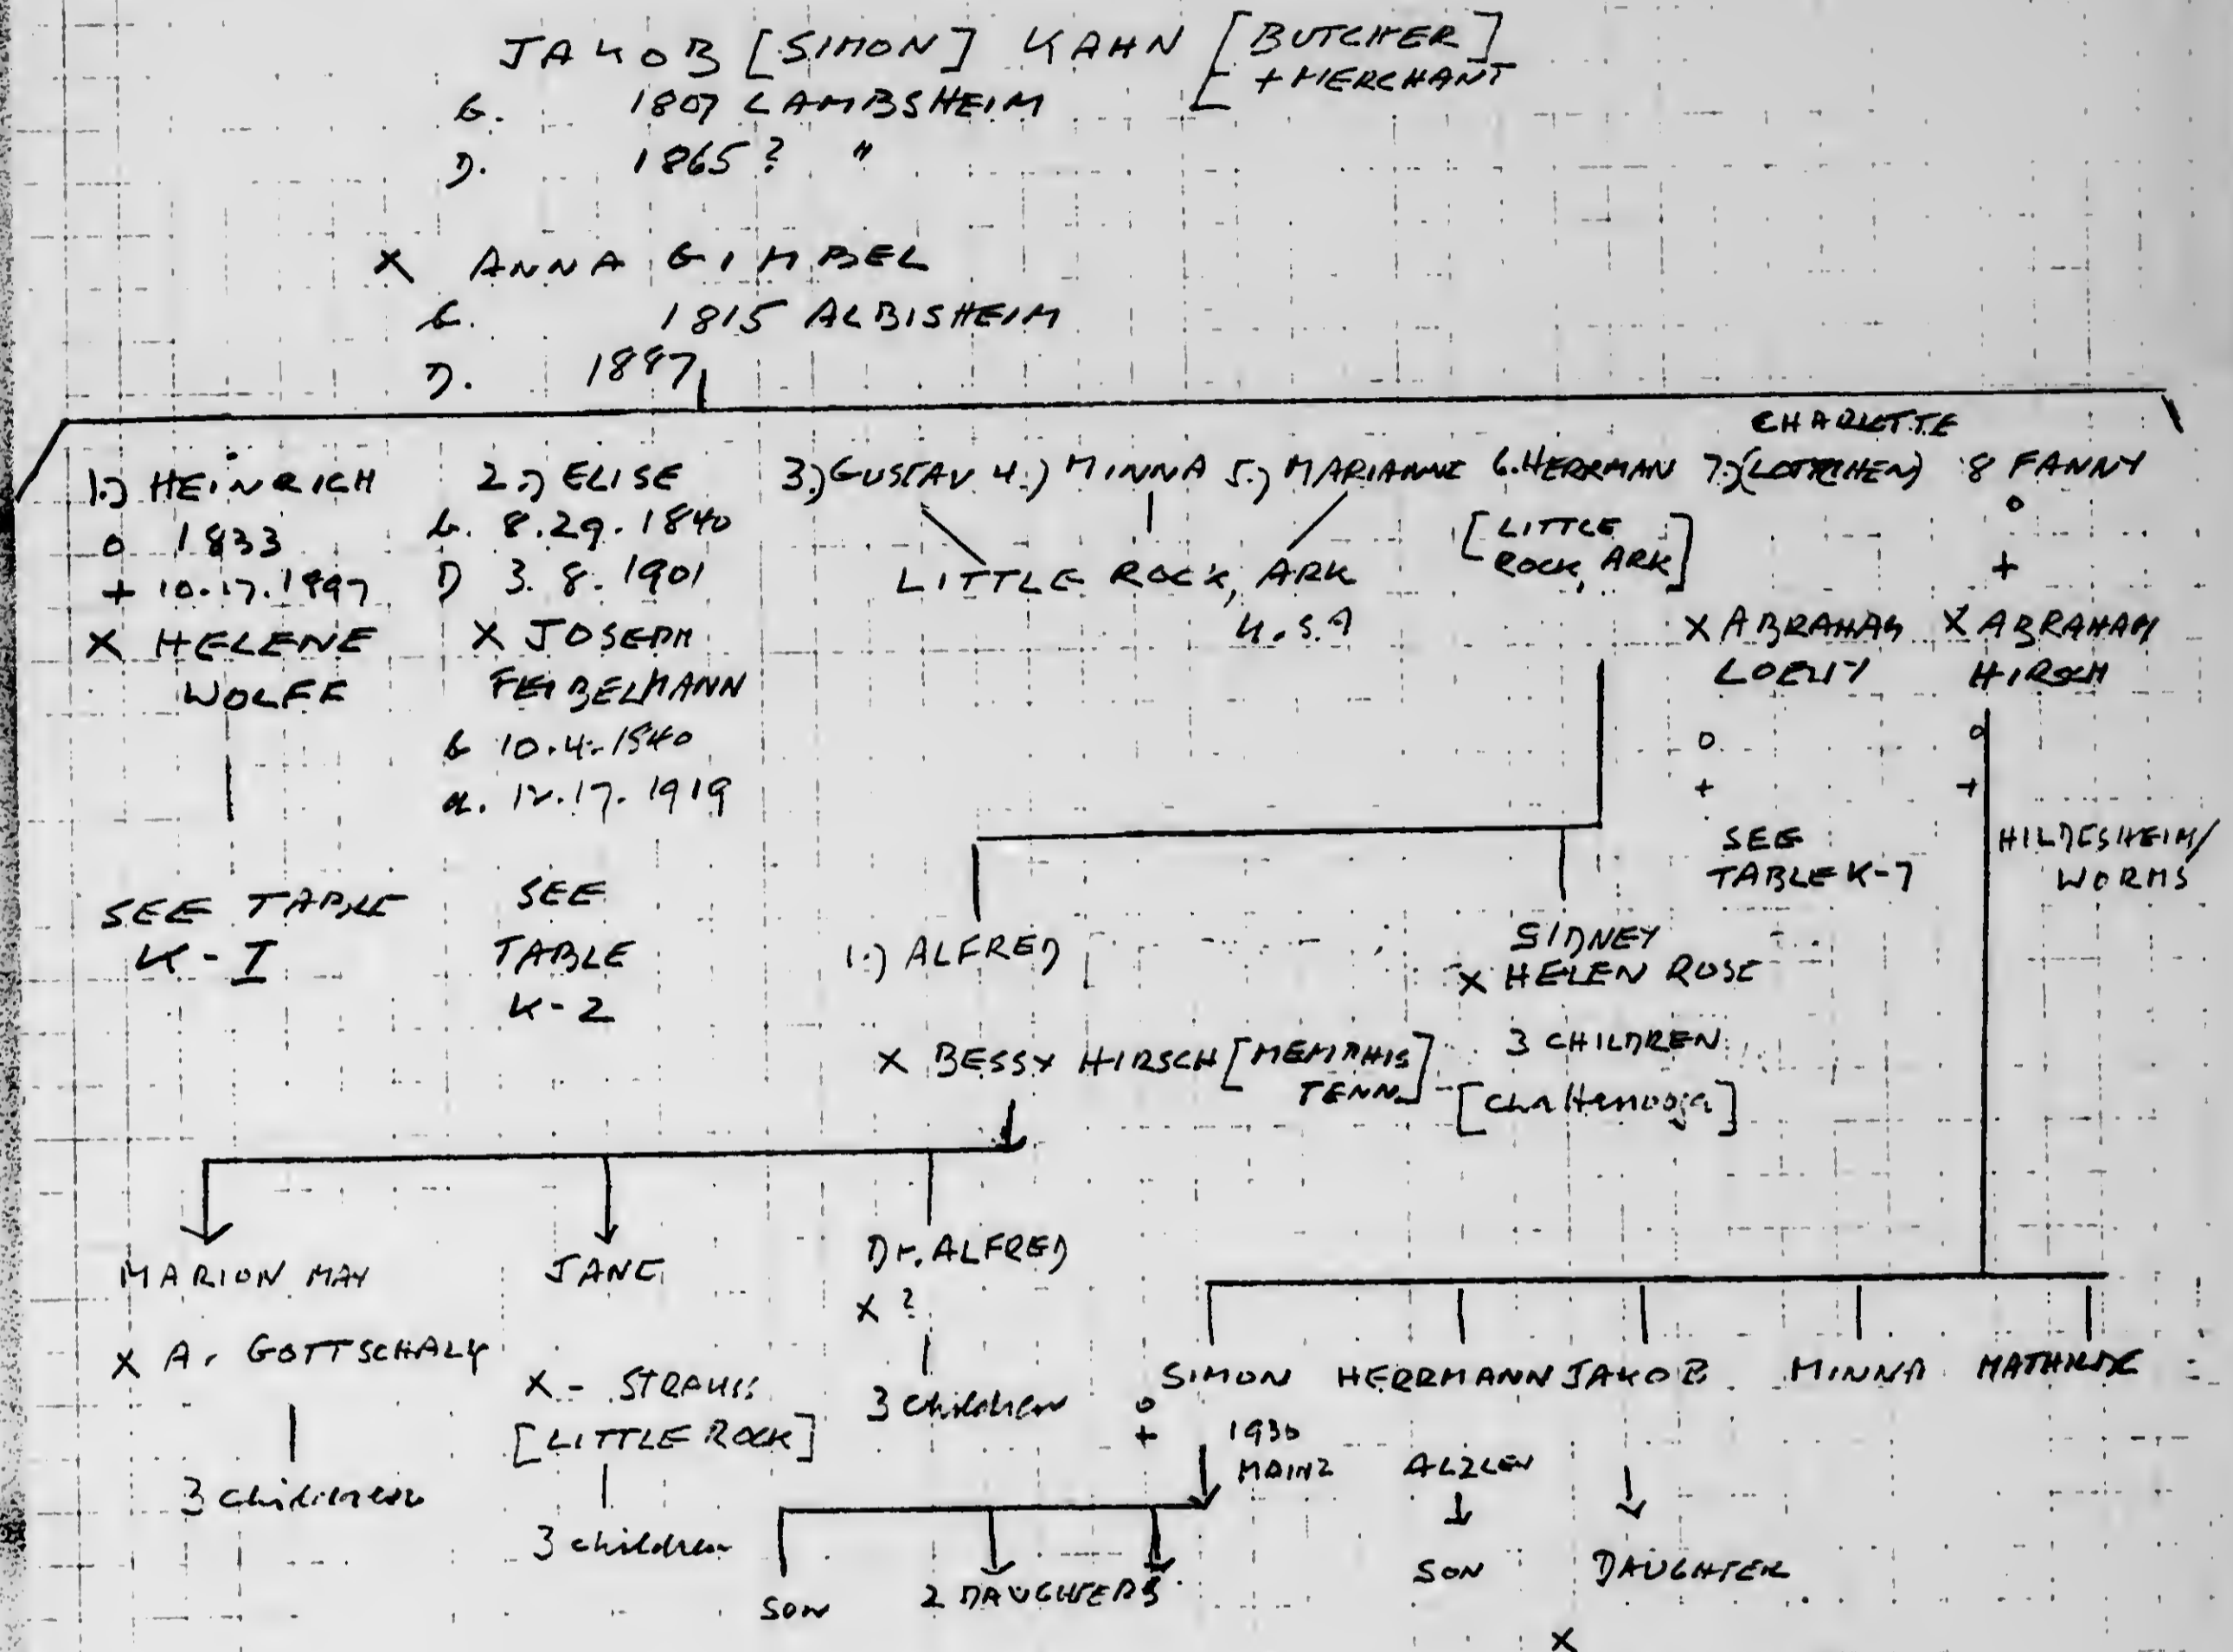 JAKOB [SIMON] KAHN [BUTCHER
+ MERCHANT]
b. 1807 LAMBSHEIM
D. 1865? "
X ANNA GIMBEL
b. 1815 ALBISHEIM
D. 1887
1.) HEINRICH
o 1833
+ 10.17.1897
X HELENE
WOLFF
SEE TABLE
K-I
2.) ELISE
b. 8.29.1840
D 3.8.1901
X JOSEPH
FEIBELMANN
b 10.4.1840
d. 12.17.1919
SEE
TABLE
K-2
3.) GUSTAV 4.) MINNA 5.) MARIANNE
LITTLE ROCK, ARK
U.S.A
6. HERRMAN
[LITTLE
ROCK, ARK]
CHARLOTTE
7.) (LOTTCHEN)
X ABRAHAM
LOEWY
o
+
SEE
TABLE K-7
8 FANNY
o
+
X ABRAHAM
HIRSCH
o
+
HILDESHEIM/
WORMS
1.) ALFRED
X BESSY HIRSCH [MEMPHIS
TENN]
SIDNEY
X HELEN ROSE
3 CHILDREN
[Chattanooga]
MARION MAY
X A. GOTTSCHALK
3 children
JANE
X - STRAUSS
[LITTLE ROCK]
3 children
Dr. ALFRED
X ?
3 children
SIMON HERRMANN JAKOB MINNA MATHILDE
o
+ 1930
MAINZ
SON 2 DAUGHTERS
ALZEY
SON
DAUGHTER
X